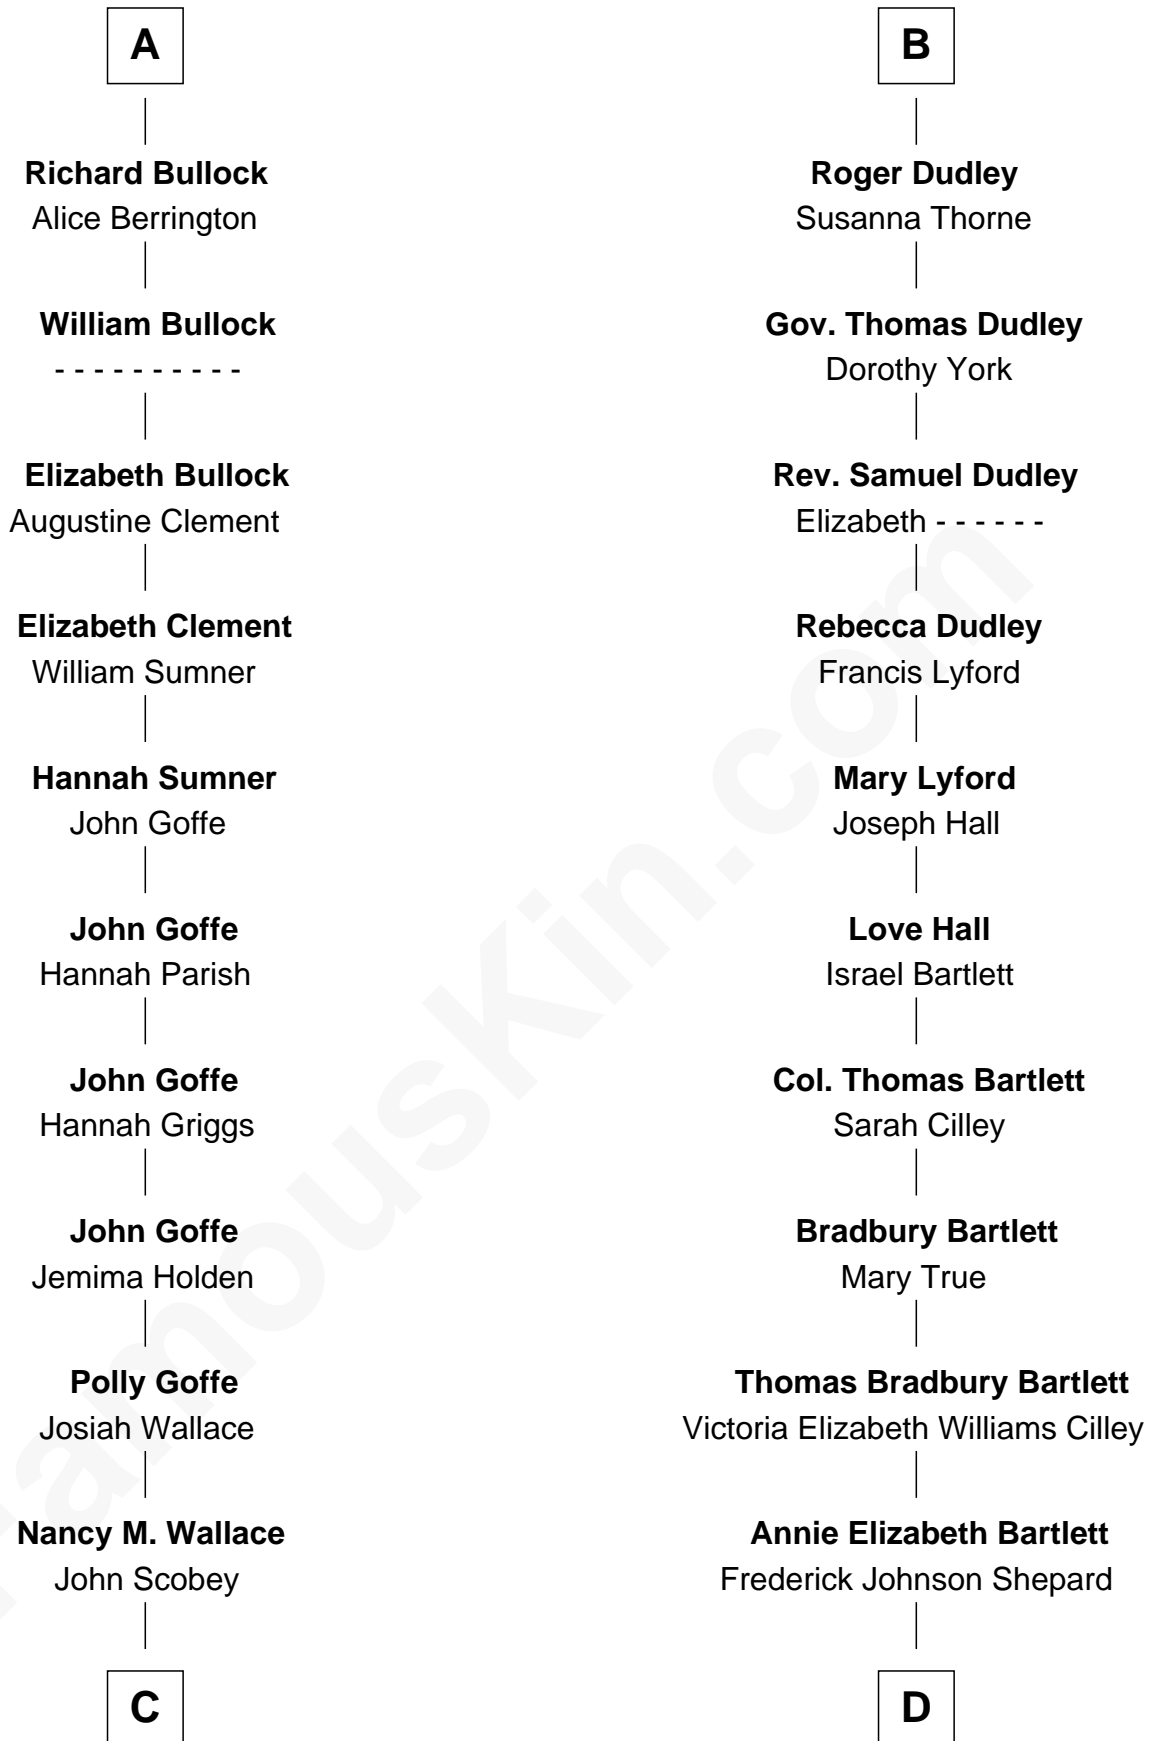 A
Richard Bullock
Alice Berrington
William Bullock
- - - - - - - - - -
Elizabeth Bullock
Augustine Clement
Elizabeth Clement
William Sumner
Hannah Sumner
John Goffe
John Goffe
Hannah Parish
John Goffe
Hannah Griggs
John Goffe
Jemima Holden
Polly Goffe
Josiah Wallace
Nancy M. Wallace
John Scobey
C
B
Roger Dudley
Susanna Thorne
Gov. Thomas Dudley
Dorothy York
Rev. Samuel Dudley
Elizabeth - - - - - -
Rebecca Dudley
Francis Lyford
Mary Lyford
Joseph Hall
Love Hall
Israel Bartlett
Col. Thomas Bartlett
Sarah Cilley
Bradbury Bartlett
Mary True
Thomas Bradbury Bartlett
Victoria Elizabeth Williams Cilley
Annie Elizabeth Bartlett
Frederick Johnson Shepard
D
FamousKin.com